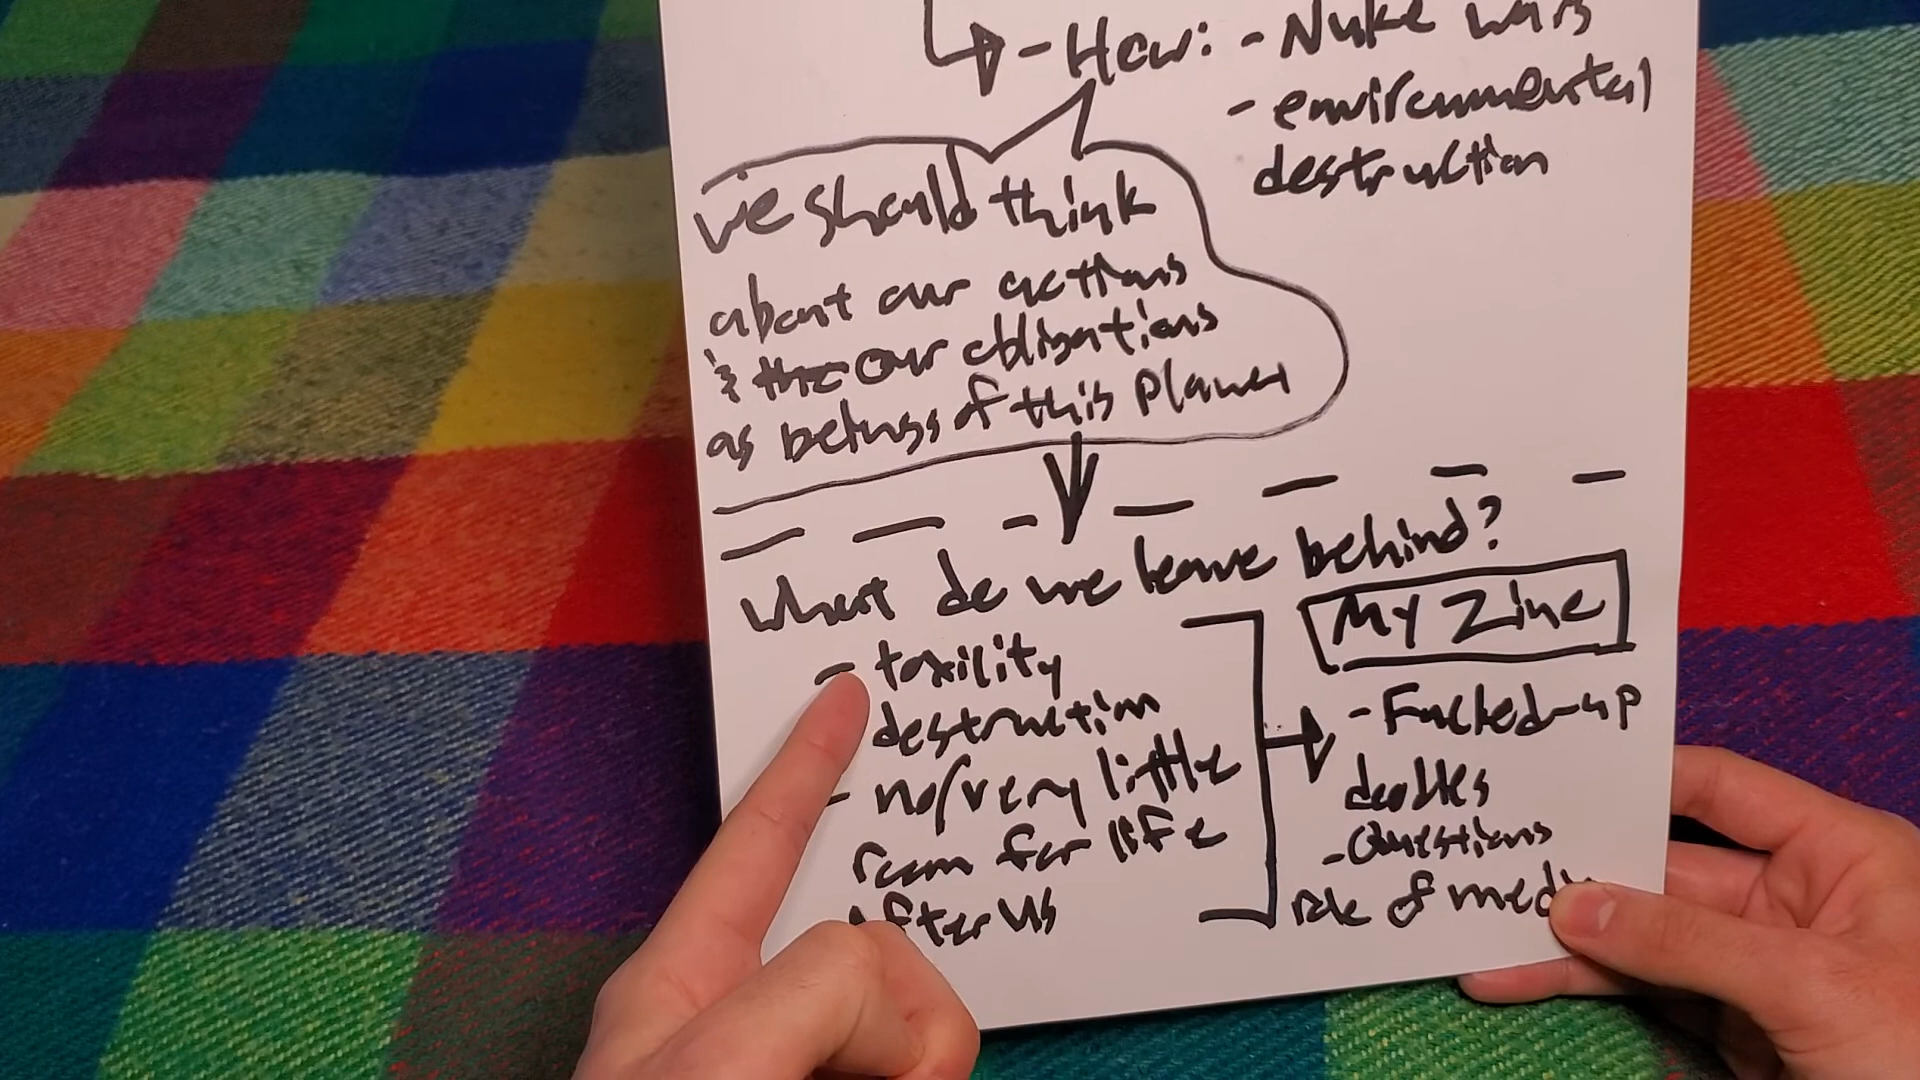 - How: - Nuke wars
- environmental
destruction
we should think
about our actions
& the our obligations
as beings of this planet
What do we leave behind?
- toxicity
destruction
- no/very little
room for life
after us
My Zine
- Fucked-up
doodles
- Questions
role of